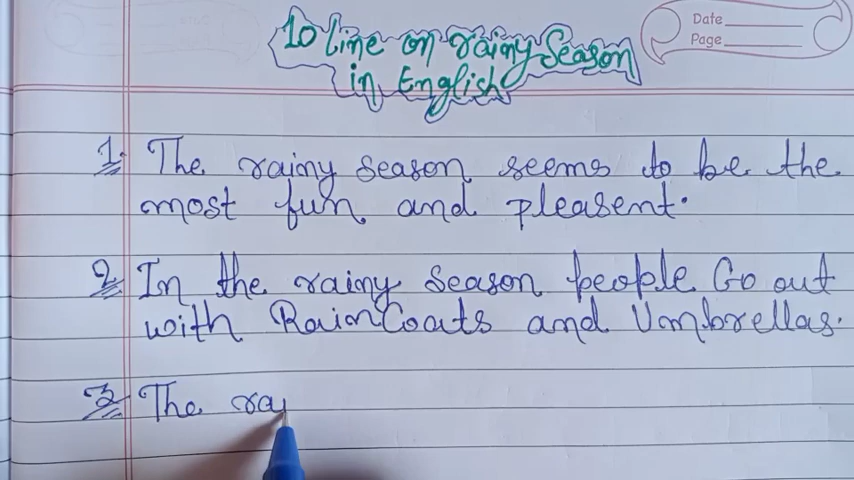 10 line on rainy Season
in English
Date
Page
1. The rainy season seems to be the
most fun and pleasent.
2 In the rainy season people Go out
with RainCoats and Umbrellas.
3 The rai